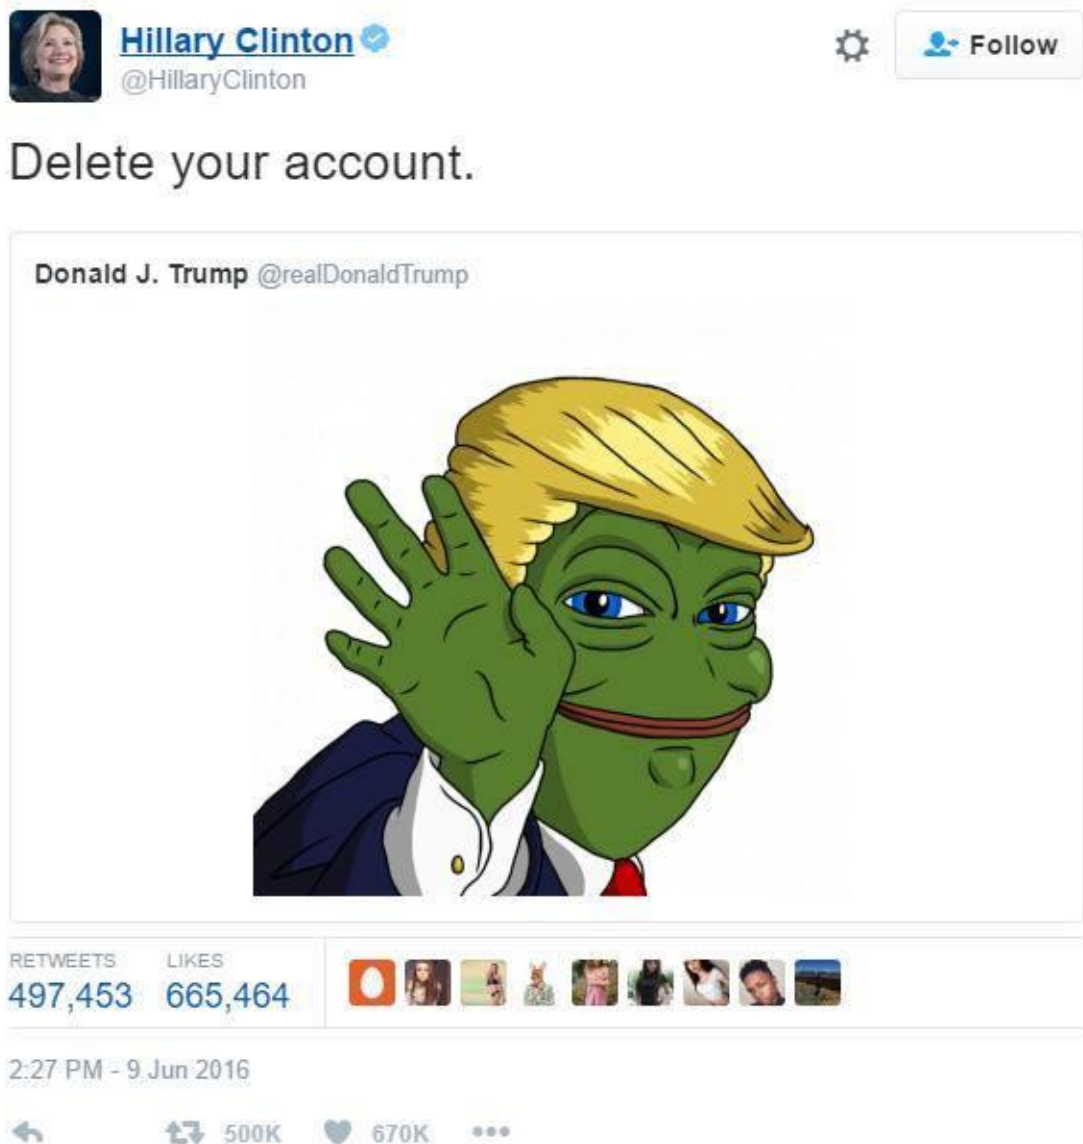 Hillary Clinton
@HillaryClinton
Follow
Delete your account.
Donald J. Trump @realDonaldTrump
RETWEETS LIKES
497,453 665,464
2:27 PM - 9 Jun 2016
500K 670K